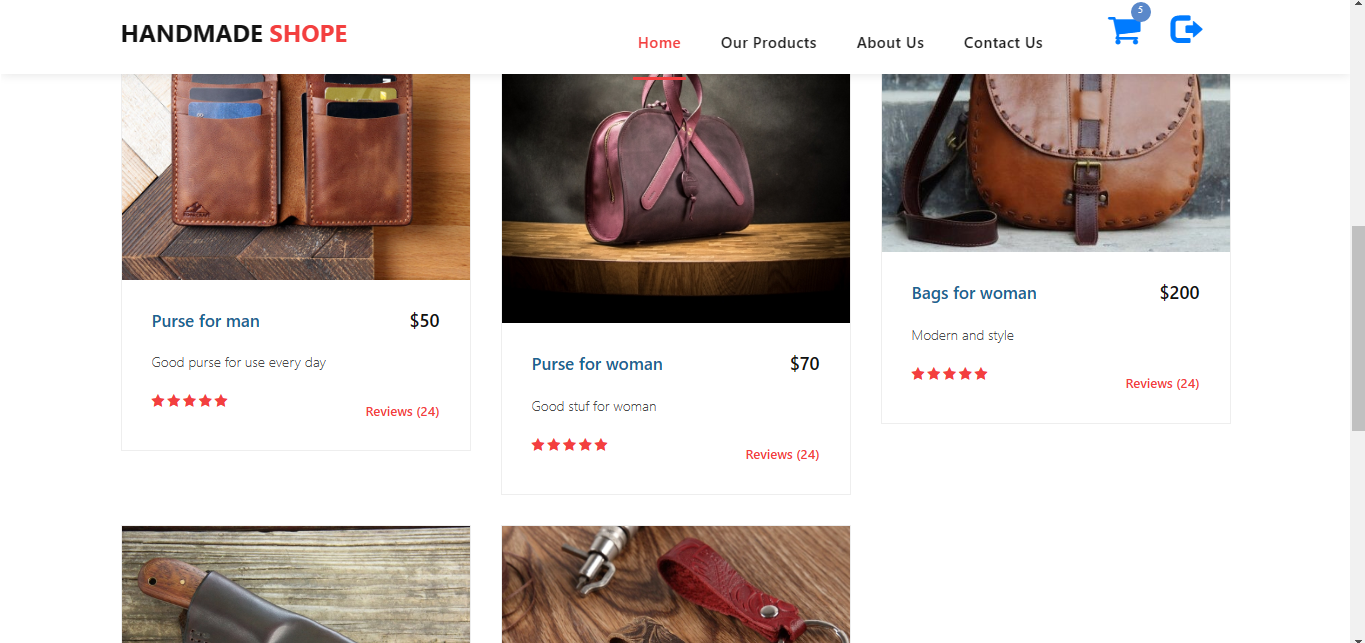 HANDMADE SHOPE
Home Our Products About Us Contact Us
5
Purse for man $50
Good purse for use every day
Reviews (24)
Purse for woman $70
Good stuf for woman
Reviews (24)
Bags for woman $200
Modern and style
Reviews (24)